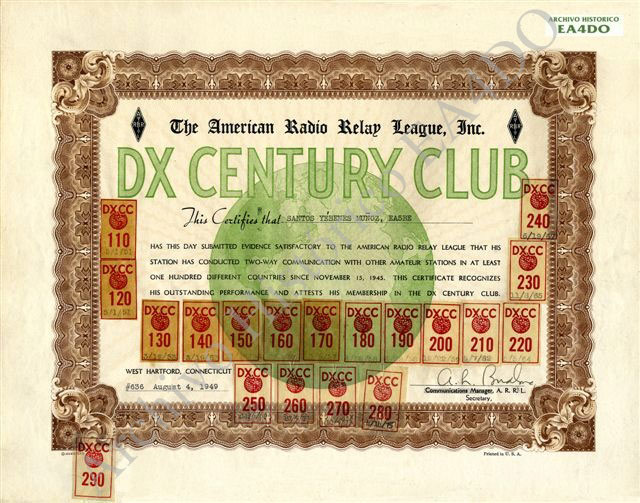 ARCHIVO HISTORICO
EA4DO
The American Radio Relay League, Inc.
DX CENTURY CLUB
This Certifies that SANTOS YÉBENES MUÑOZ, EA5BE
HAS THIS DAY SUBMITTED EVIDENCE SATISFACTORY TO THE AMERICAN RADIO RELAY LEAGUE THAT HIS
STATION HAS CONDUCTED TWO-WAY COMMUNICATION WITH OTHER AMATEUR STATIONS IN AT LEAST
ONE HUNDRED DIFFERENT COUNTRIES SINCE NOVEMBER 15, 1945. THIS CERTIFICATE RECOGNIZES
HIS OUTSTANDING PERFORMANCE AND ATTESTS HIS MEMBERSHIP IN THE DX CENTURY CLUB.
DXCC
110
DXCC
120
DXCC
240
DXCC
230
DXCC DXCC DXCC DXCC DXCC DXCC DXCC DXCC DXCC DXCC
130 140 150 160 170 180 190 200 210 220
WEST HARTFORD, CONNECTICUT
#636 August 4, 1949
Communications Manager, A. R. R. L.
Secretary,
DXCC DXCC DXCC DXCC
250 260 270 280
DXCC
290
Printed in U. S. A.